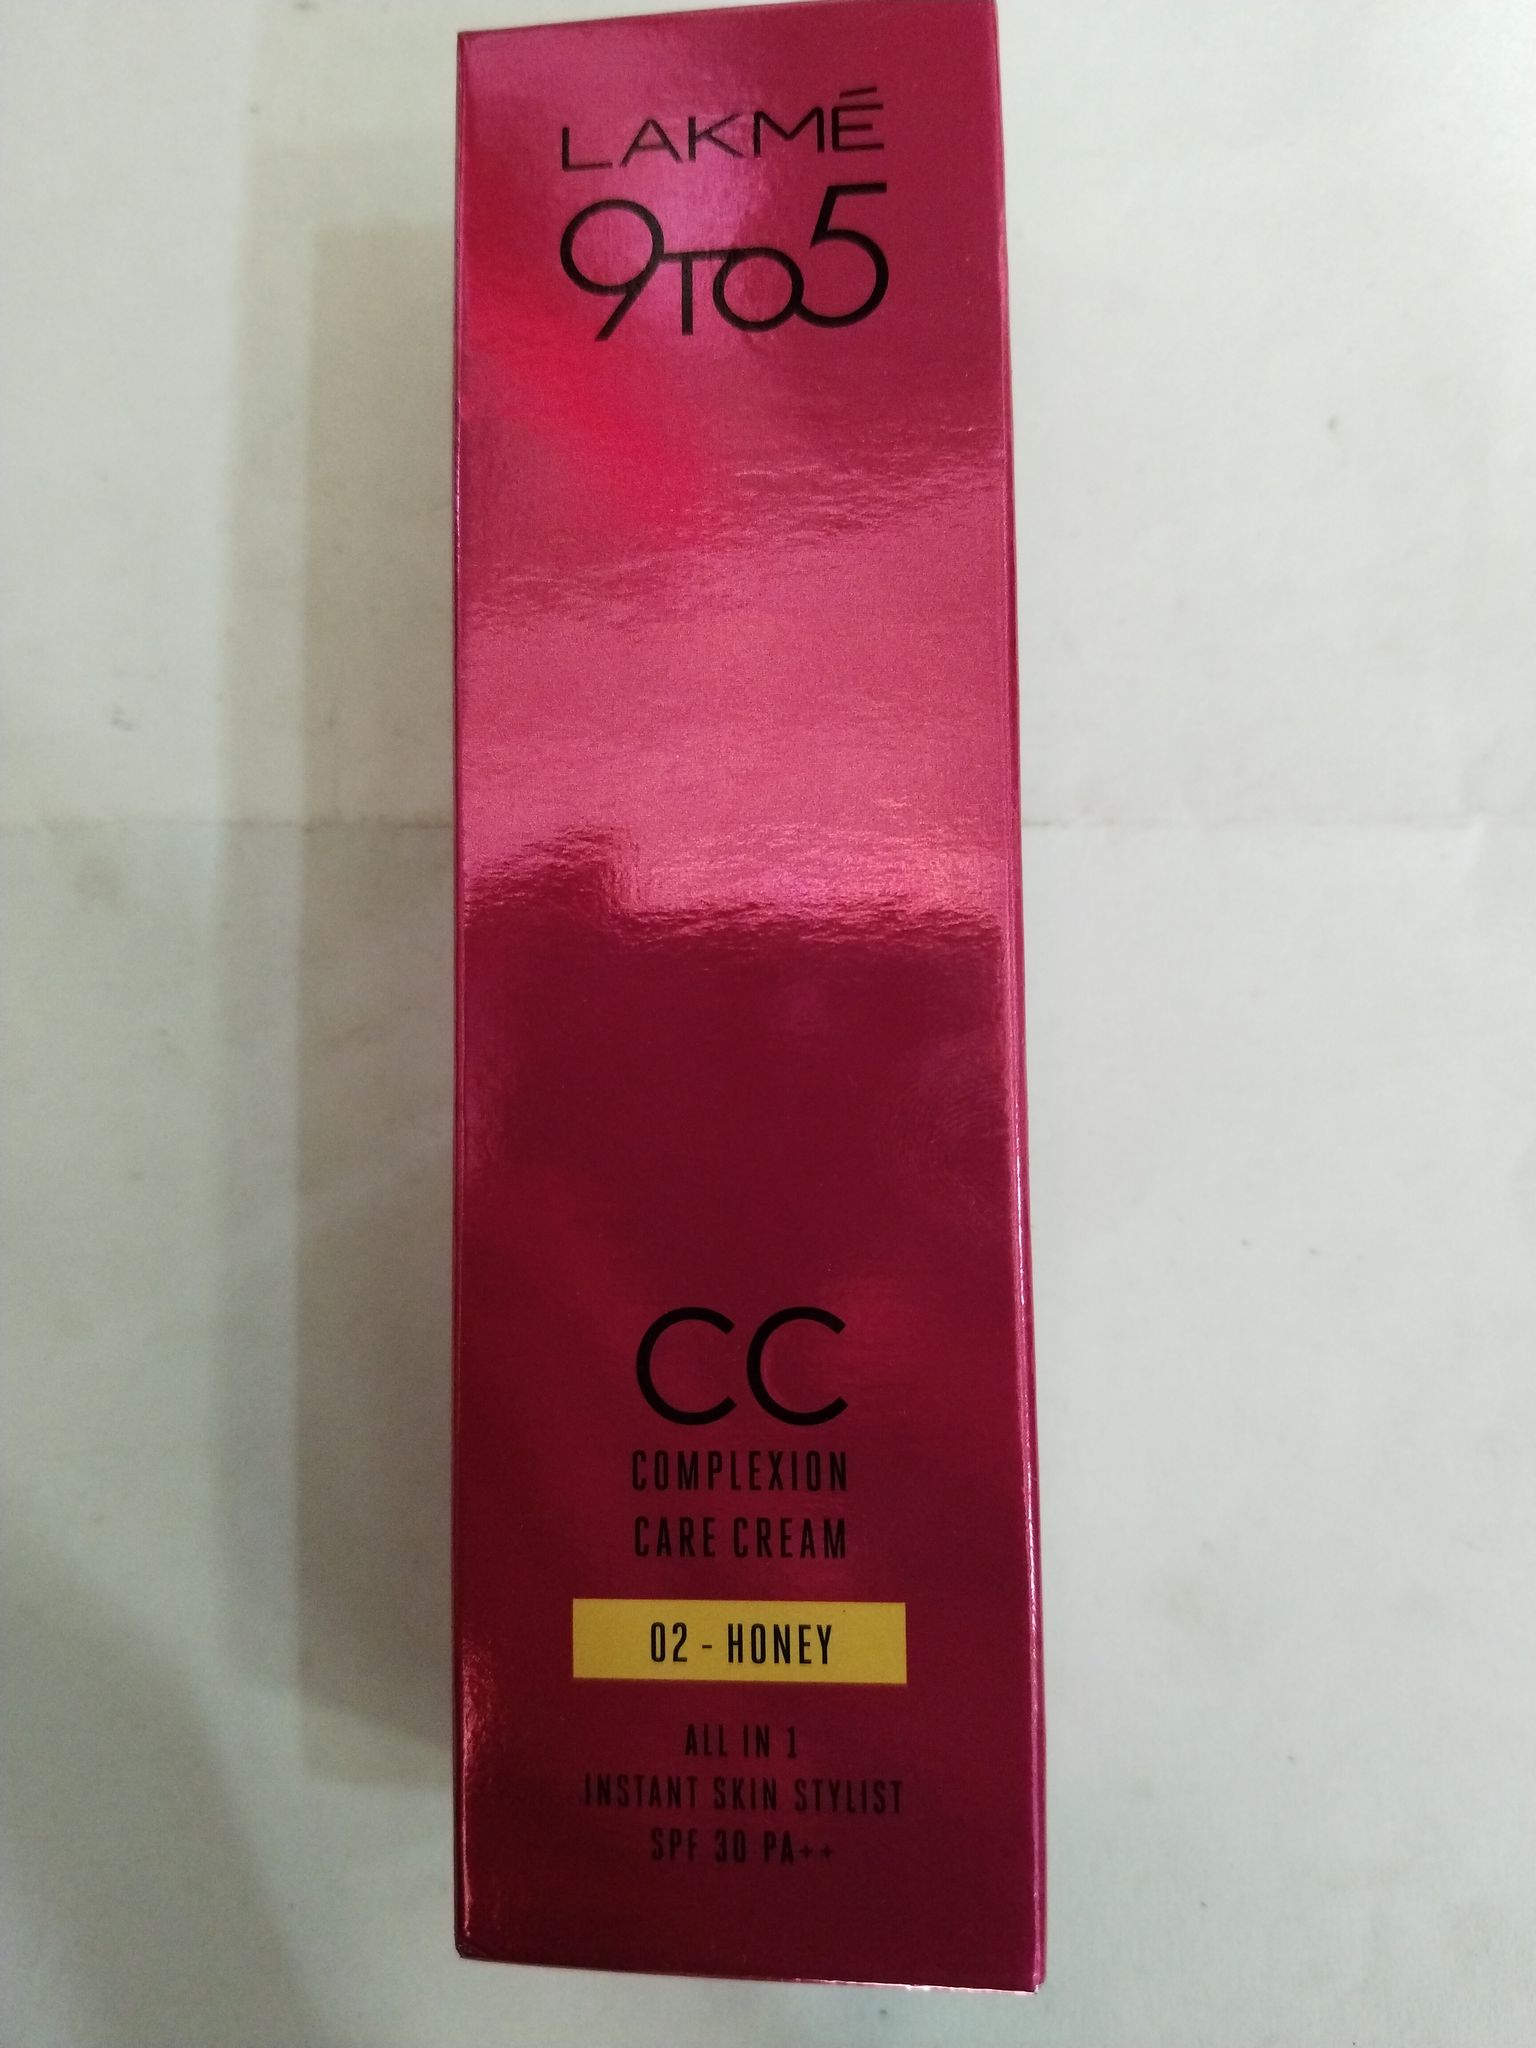 LAKMÉ
9TO5
CC
COMPLEXION
CARE CREAM
02 - HONEY
ALL IN 1
INSTANT SKIN STYLIST
SPF 30 PA++